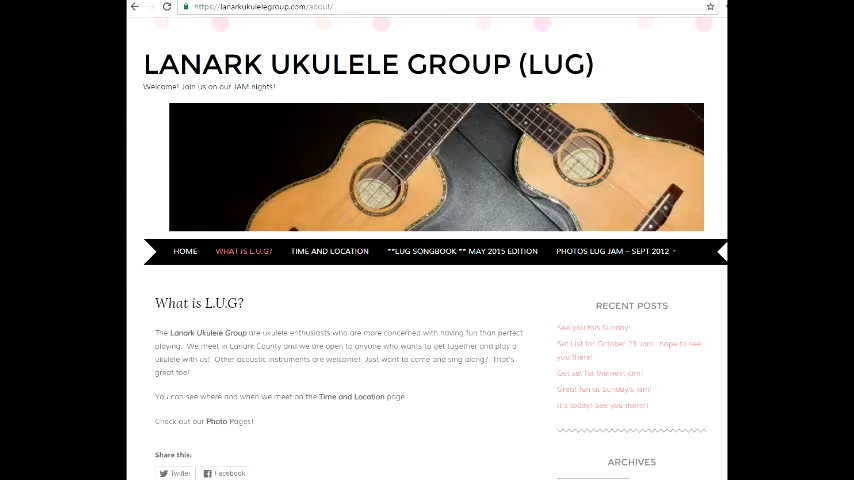 https://lanarkukulelegroup.com/about/
LANARK UKULELE GROUP (LUG)
Welcome! Join us on our JAM nights!
HOME WHAT IS L.U.G? TIME AND LOCATION **LUG SONGBOOK ** MAY 2015 EDITION PHOTOS LUG JAM – SEPT 2012
What is L.U.G?
The Lanark Ukulele Group are ukulele enthusiasts who are more concerned with having fun than perfect
playing. We meet in Lanark County and we are open to anyone who wants to get together and play a
ukulele with us! Other acoustic instruments are welcome! Just want to come and sing along? That's
great too!
You can see where and when we meet on the Time and Location page.
Check out our Photo Pages!
Share this:
Twitter Facebook
RECENT POSTS
See you this Sunday!
Set List for October 23 Jam hope to see
you there!
Get set for the next jam!
Great fun at Sunday's jam!
It's today! See you there!!
ARCHIVES